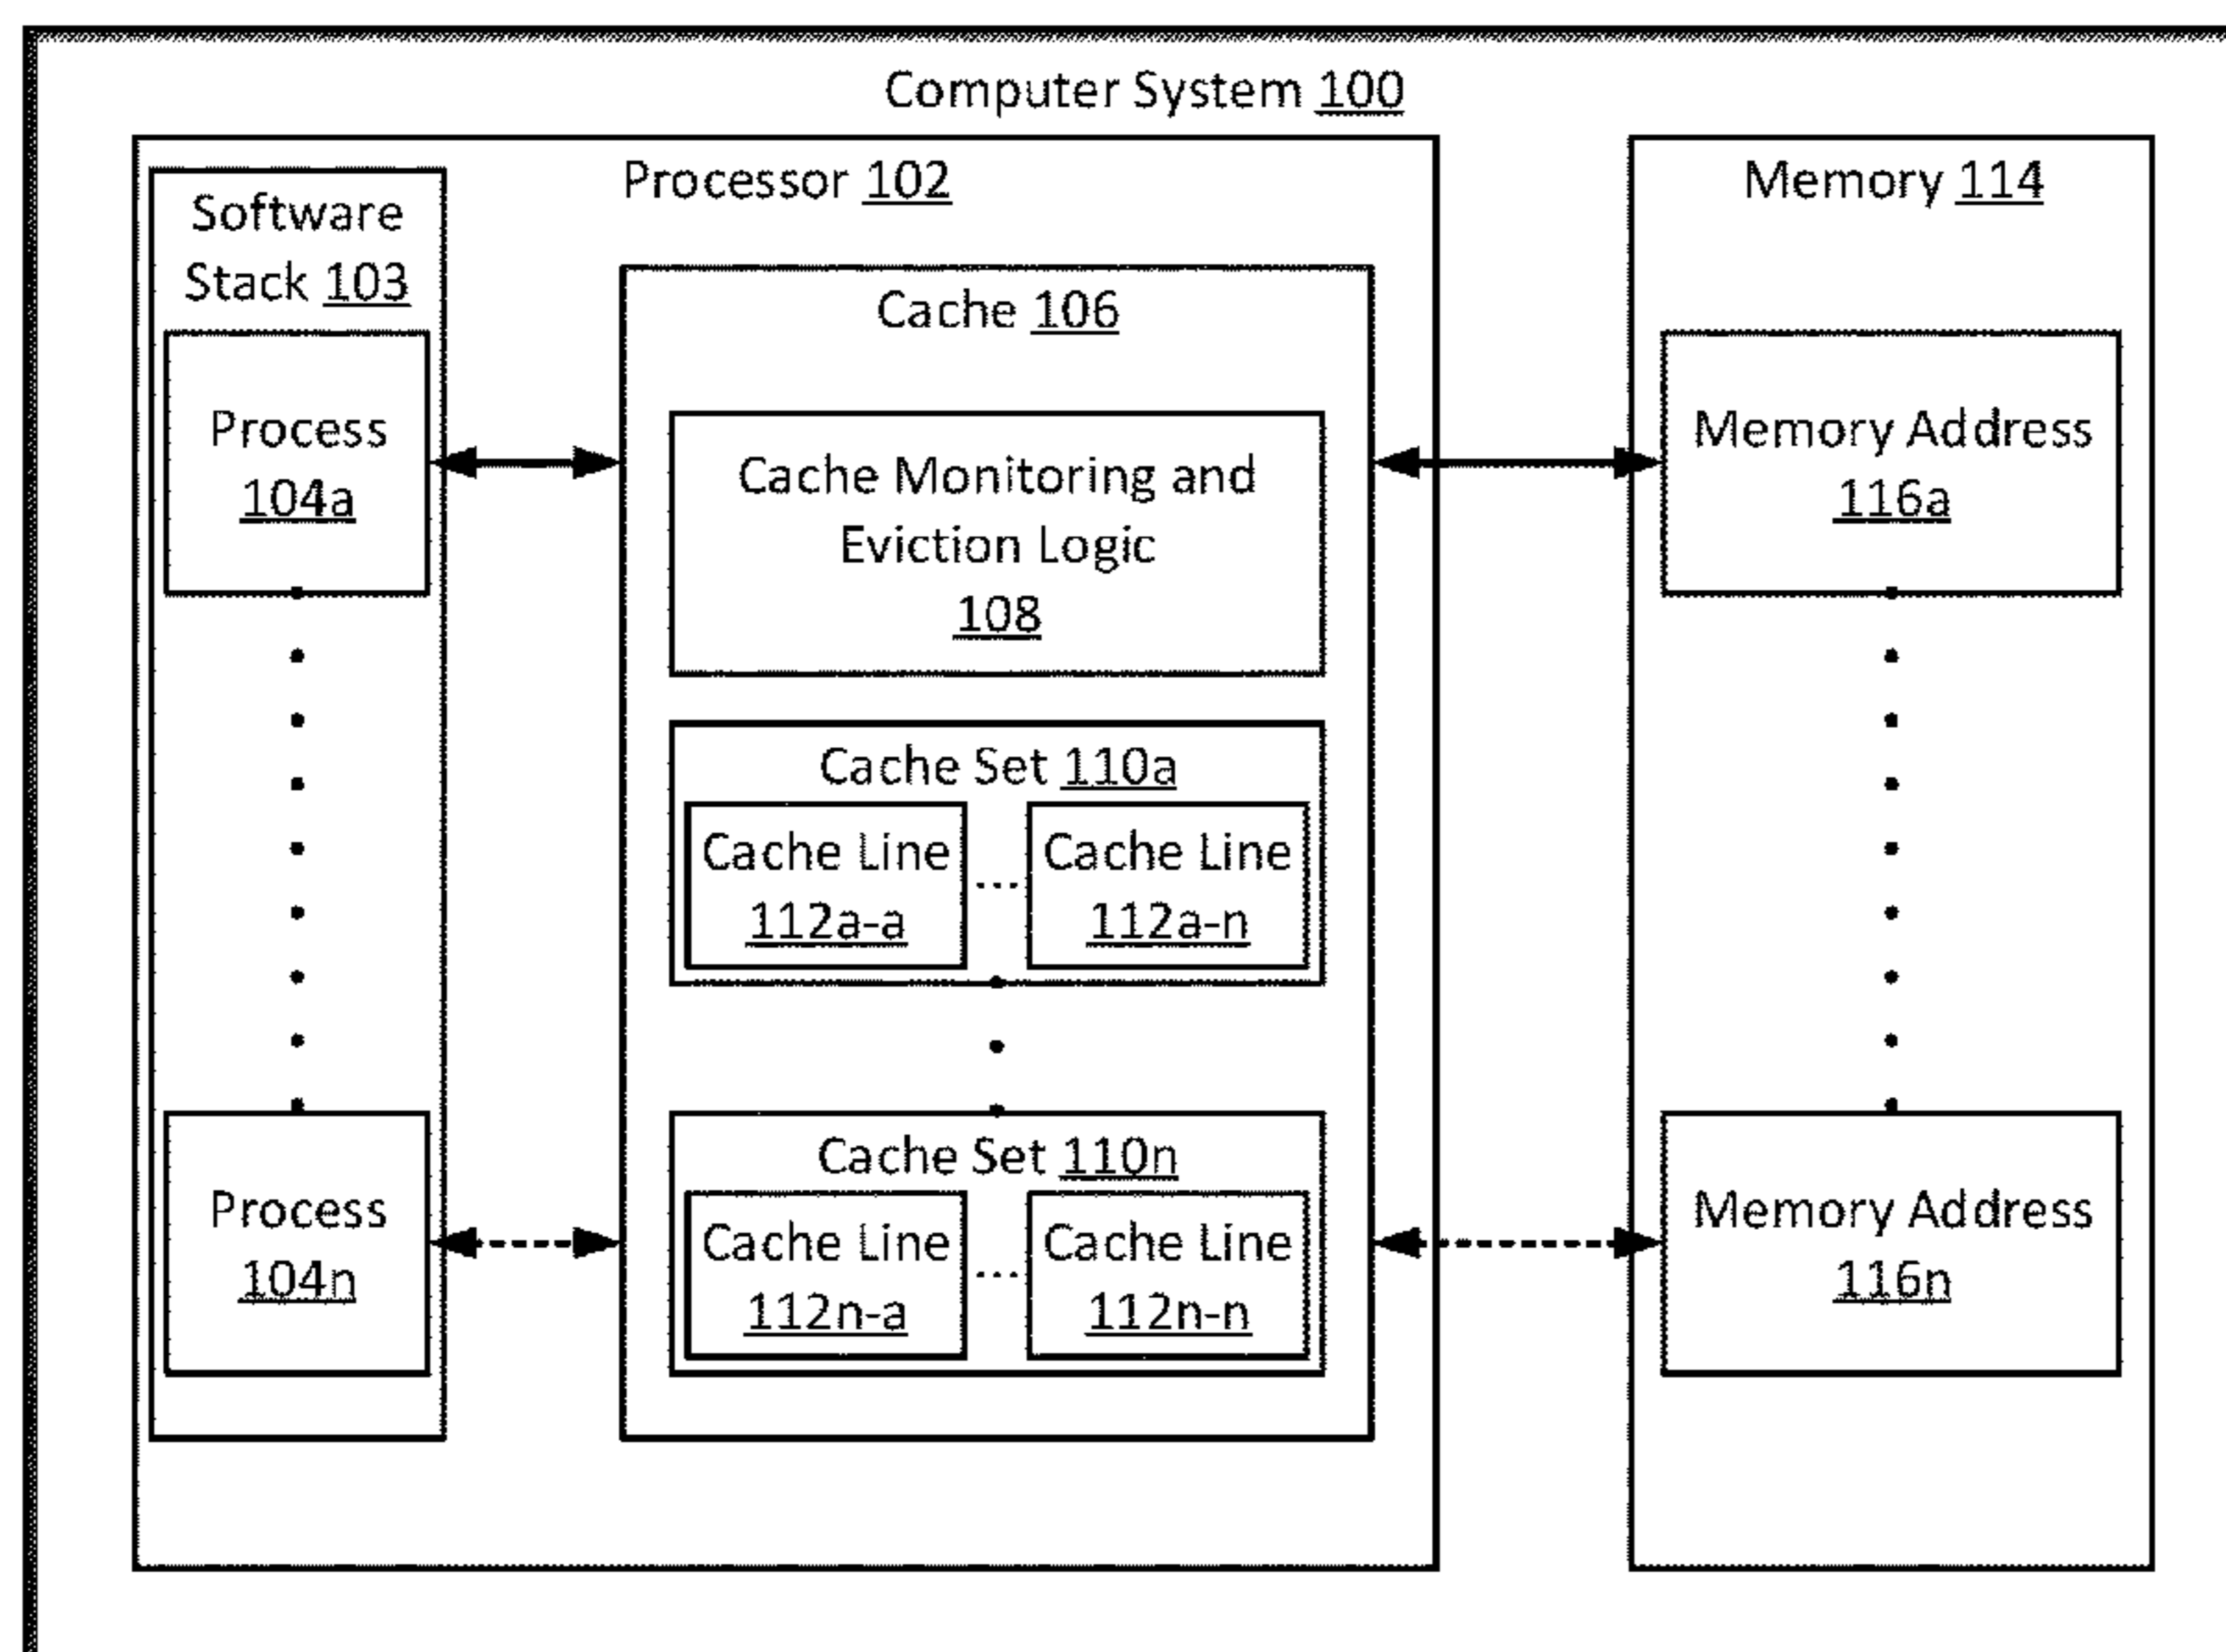 Computer System 100
Processor 102
Software
Stack 103
Process
104a
Process
104n
Cache 106
Cache Monitoring and
Eviction Logic
108
Cache Set 110a
Cache Line
112a-a
...
Cache Line
112a-n
Cache Set 110n
Cache Line
112n-a
...
Cache Line
112n-n
Memory 114
Memory Address
116a
Memory Address
116n